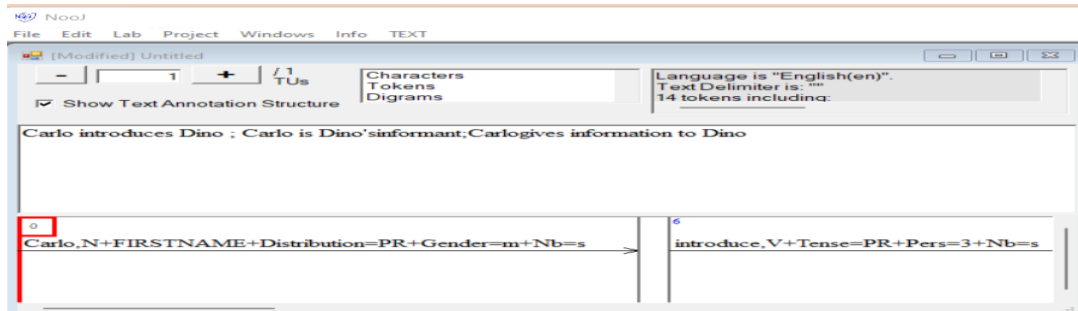 NooJ
File Edit Lab Project Windows Info TEXT
[Modified] Untitled
- 1 + / 1 TUs
Show Text Annotation Structure
Characters
Tokens
Digrams
Language is "English(en)".
Text Delimiter is: ""
14 tokens including:
Carlo introduces Dino ; Carlo is Dino'sinformant;Carlogives information to Dino
0
Carlo,N+FIRSTNAME+Distribution=PR+Gender=m+Nb=s
6
introduce,V+Tense=PR+Pers=3+Nb=s